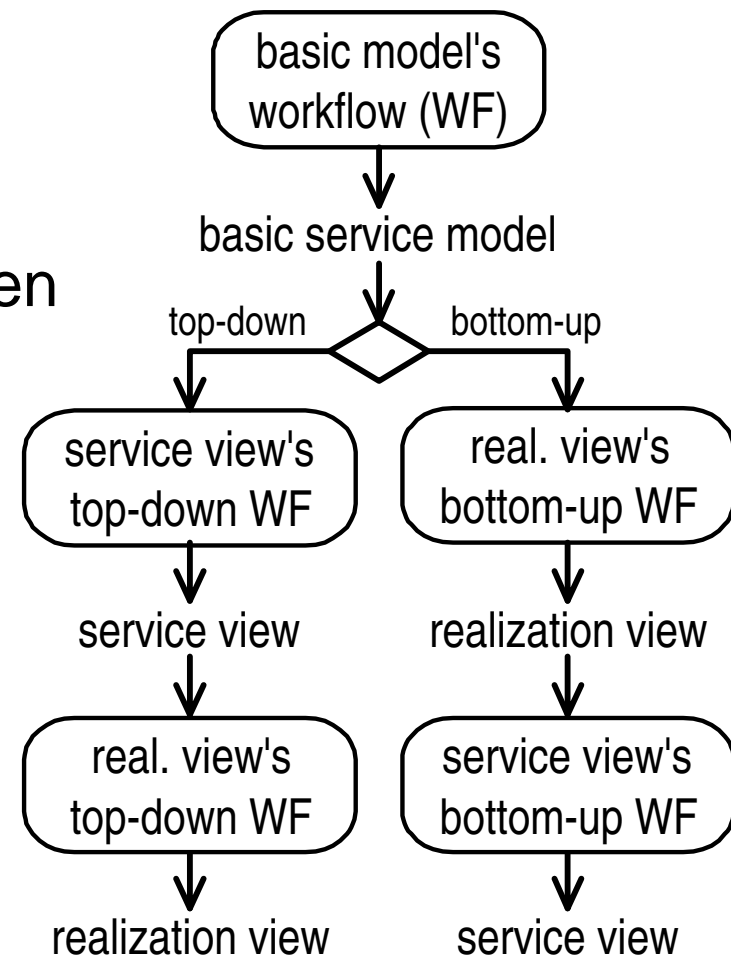 basic model's
workflow (WF)
basic service model
en
top-down
bottom-up
service view's
top-down WF
real. view's
bottom-up WF
service view
realization view
real. view's
top-down WF
service view's
bottom-up WF
realization view
service view